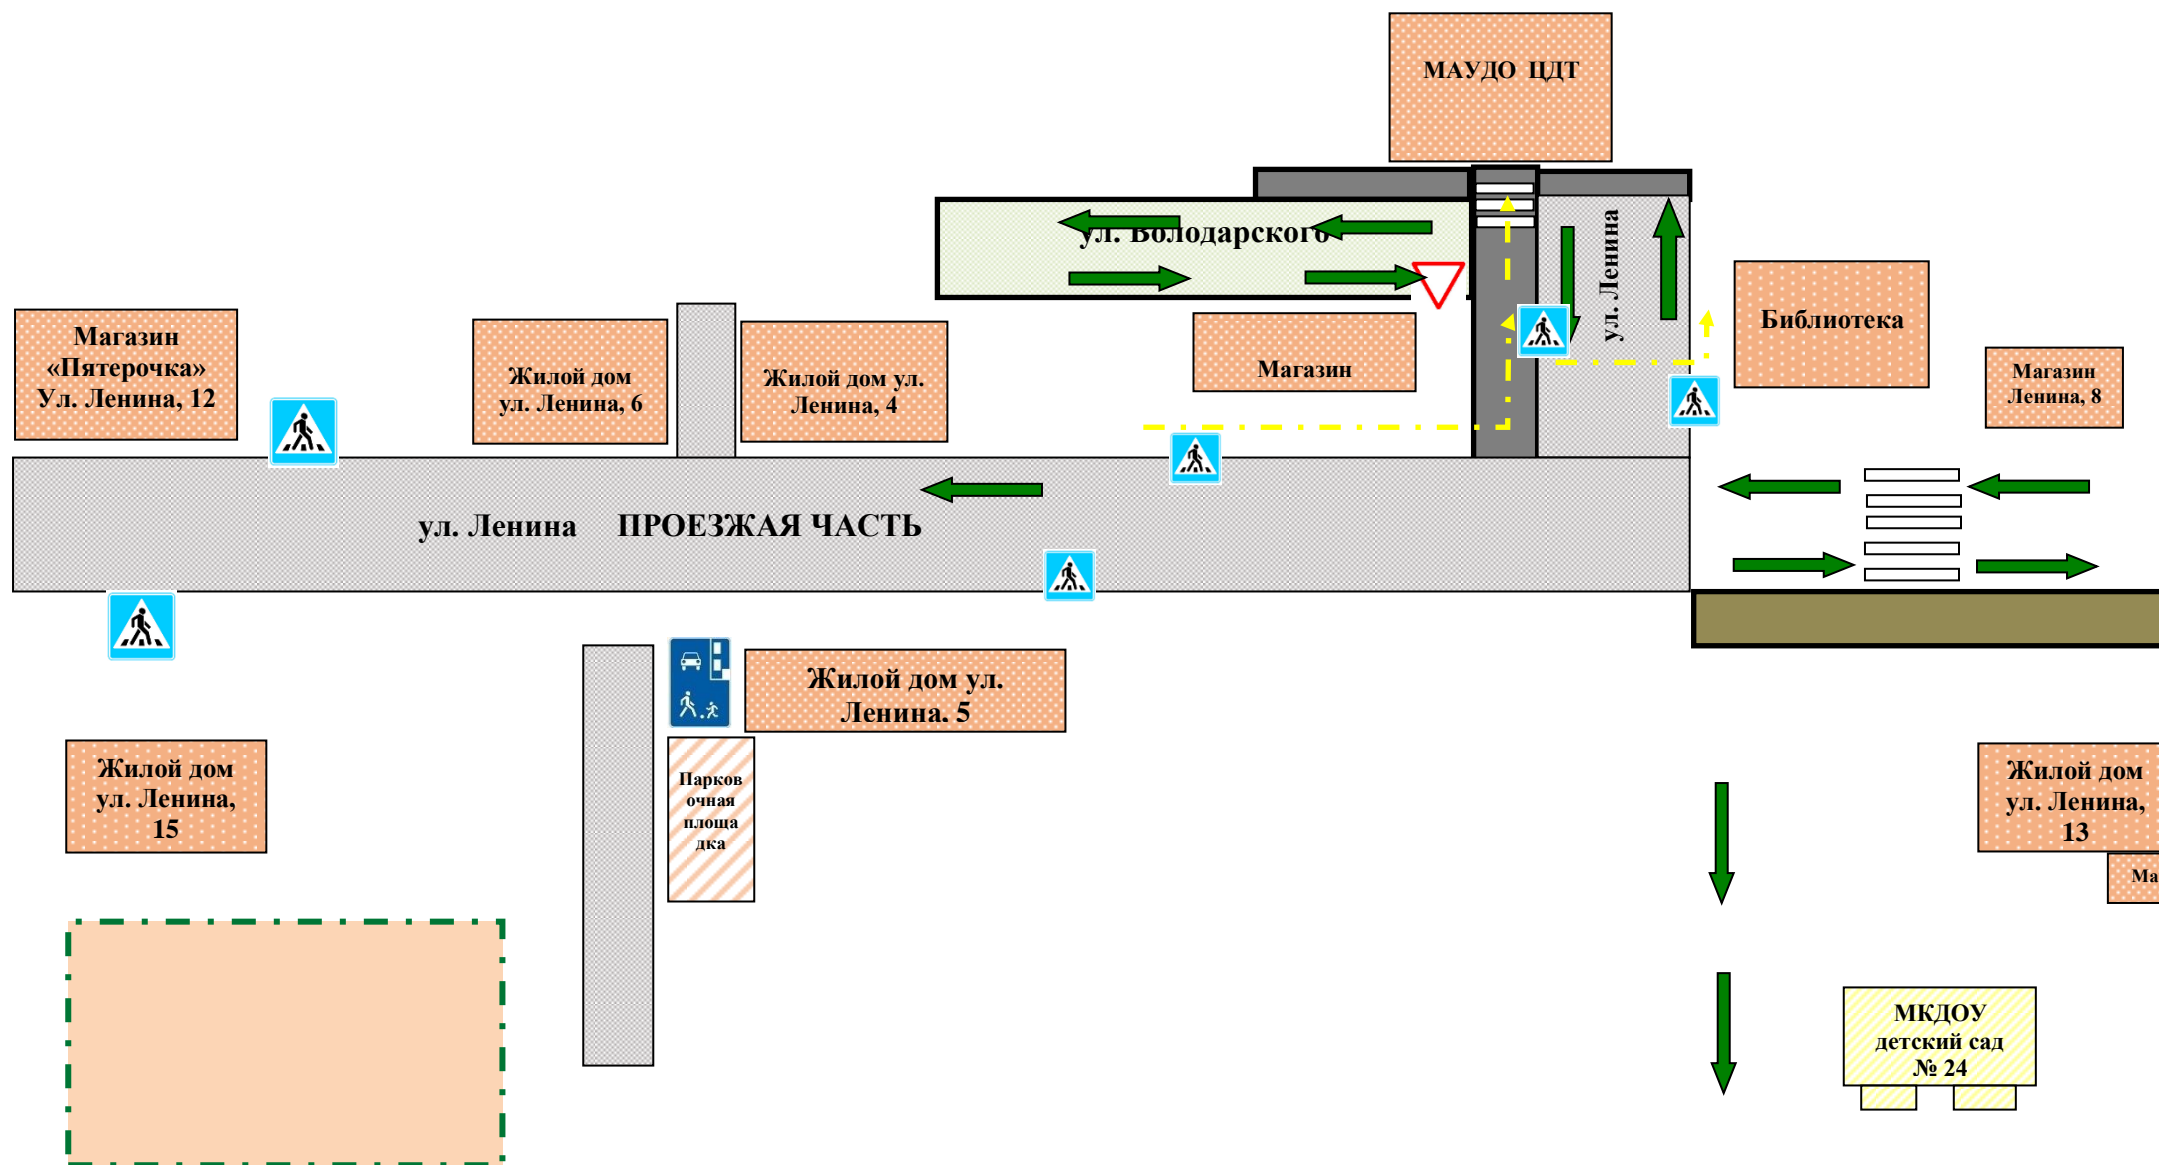 МАУДО ЦДТ
ул. Володарского
ул. Ленина
Магазин
«Пятерочка»
Ул. Ленина, 12
Жилой дом
ул. Ленина, 6
Жилой дом ул.
Ленина, 4
Магазин
Библиотека
Магазин
Ленина, 8
ул. Ленина ПРОЕЗЖАЯ ЧАСТЬ
Жилой дом ул.
Ленина, 5
Парков
очная
площа
дка
Жилой дом
ул. Ленина,
15
Жилой дом
ул. Ленина,
13
Ма
МКДОУ
детский сад
№ 24